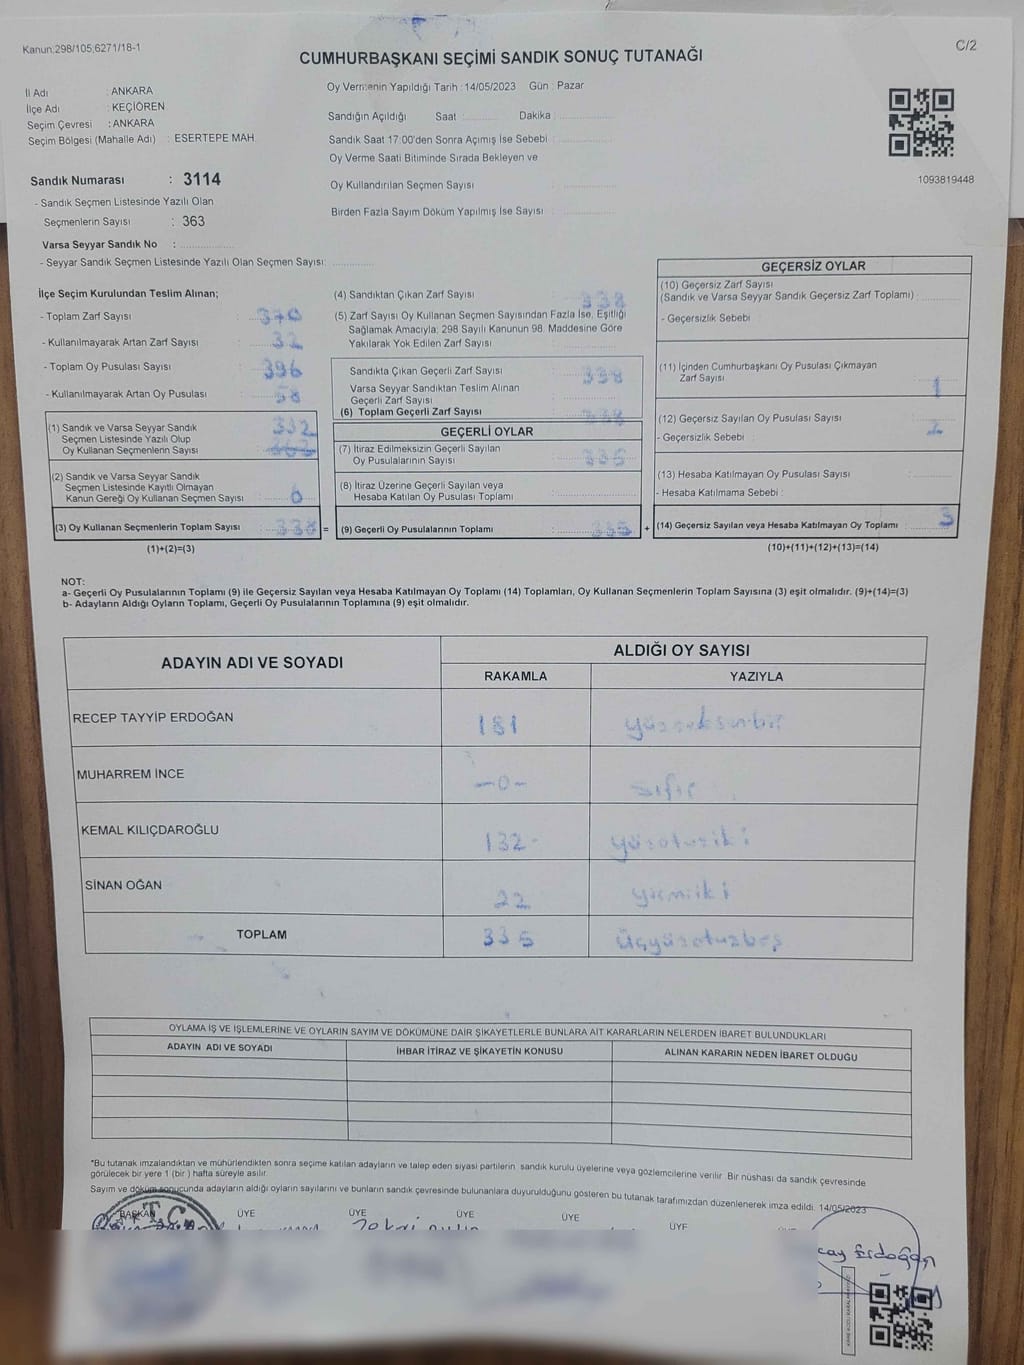 Kanun:298/105;6271/18-1
C/2
CUMHURBAŞKANI SEÇİMİ SANDIK SONUÇ TUTANAĞI
İl Adı : ANKARA
İlçe Adı : KEÇİÖREN
Seçim Çevresi : ANKARA
Seçim Bölgesi (Mahalle Adı) : ESERTEPE MAH
Sandık Numarası : 3114
- Sandık Seçmen Listesinde Yazılı Olan
Seçmenlerin Sayısı : 363
Varsa Seyyar Sandık No :
- Seyyar Sandık Seçmen Listesinde Yazılı Olan Seçmen Sayısı:
Oy Vermenin Yapıldığı Tarih : 14/05/2023 Gün : Pazar
Sandığın Açıldığı Saat Dakika :
Sandık Saat 17:00'den Sonra Açımış İse Sebebi :
Oy Verme Saati Bitiminde Sırada Bekleyen ve
Oy Kullandırılan Seçmen Sayısı :
Birden Fazla Sayım Döküm Yapılmış İse Sayısı :
1093819448
İlçe Seçim Kurulundan Teslim Alınan;
- Toplam Zarf Sayısı : 370
- Kullanılmayarak Artan Zarf Sayısı : 32
- Toplam Oy Pusulası Sayısı : 396
- Kullanılmayarak Artan Oy Pusulası : 58
(1) Sandık ve Varsa Seyyar Sandık
Seçmen Listesinde Yazılı Olup
Oy Kullanan Seçmenlerin Sayısı : 332
(2) Sandık ve Varsa Seyyar Sandık
Seçmen Listesinde Kayıtlı Olmayan
Kanun Gereği Oy Kullanan Seçmen Sayısı : 6
(3) Oy Kullanan Seçmenlerin Toplam Sayısı : 338 =
(1)+(2)=(3)
(4) Sandıktan Çıkan Zarf Sayısı : 338
(5) Zarf Sayısı Oy Kullanan Seçmen Sayısından Fazla İse, Eşitliği
Sağlamak Amacıyla; 298 Sayılı Kanunun 98. Maddesine Göre
Yakılarak Yok Edilen Zarf Sayısı :
Sandıkta Çıkan Geçerli Zarf Sayısı : 338
Varsa Seyyar Sandıktan Teslim Alınan
Geçerli Zarf Sayısı :
(6) Toplam Geçerli Zarf Sayısı : 338
GEÇERLİ OYLAR
(7) İtiraz Edilmeksizin Geçerli Sayılan
Oy Pusulalarının Sayısı : 335
(8) İtiraz Üzerine Geçerli Sayılan veya
Hesaba Katılan Oy Pusulası Toplamı :
(9) Geçerli Oy Pusulalarının Toplamı : 335 +
GEÇERSİZ OYLAR
(10) Geçersiz Zarf Sayısı
(Sandık ve Varsa Seyyar Sandık Geçersiz Zarf Toplamı) :
- Geçersizlik Sebebi :
(11) İçinden Cumhurbaşkanı Oy Pusulası Çıkmayan
Zarf Sayısı : 1
(12) Geçersiz Sayılan Oy Pusulası Sayısı : 2
- Geçersizlik Sebebi :
(13) Hesaba Katılmayan Oy Pusulası Sayısı :
- Hesaba Katılmama Sebebi :
(14) Geçersiz Sayılan veya Hesaba Katılmayan Oy Toplamı : 3
(10)+(11)+(12)+(13)=(14)
NOT:
a- Geçerli Oy Pusulalarının Toplamı (9) ile Geçersiz Sayılan veya Hesaba Katılmayan Oy Toplamı (14) Toplamları, Oy Kullanan Seçmenlerin Toplam Sayısına (3) eşit olmalıdır. (9)+(14)=(3)
b- Adayların Aldığı Oyların Toplamı, Geçerli Oy Pusulalarının Toplamına (9) eşit olmalıdır.
ADAYIN ADI VE SOYADI
ALDIĞI OY SAYISI
RAKAMLA YAZIYLA
RECEP TAYYİP ERDOĞAN 181 yüzseksenbir
MUHARREM İNCE -0- sıfır
KEMAL KILIÇDAROĞLU 132- yüzotuziki
SİNAN OĞAN 22 yirmiiki
TOPLAM 335 üçyüzotuzbeş
OYLAMA İŞ VE İŞLEMLERİNE VE OYLARIN SAYIM VE DÖKÜMÜNE DAİR ŞİKAYETLERLE BUNLARA AİT KARARLARIN NELERDEN İBARET BULUNDUKLARI
ADAYIN ADI VE SOYADI İHBAR İTİRAZ VE ŞİKAYETİN KONUSU ALINAN KARARIN NEDEN İBARET OLDUĞU
*Bu tutanak imzalandıktan ve mühürlendikten sonra seçime katılan adayların ve talep eden siyasi partilerin sandık kurulu üyelerine veya gözlemcilerine verilir. Bir nüshası da sandık çevresinde
görülecek bir yere 1 (bir ) hafta süreyle asılır.
Sayım ve döküm sonucunda adayların aldığı oyların sayılarını ve bunların sandık çevresinde bulunanlara duyurulduğunu gösteren bu tutanak tarafımızdan düzenlenerek imza edildi. 14/05/2023
BAŞKAN ÜYE ÜYE ÜYE ÜYE ÜYE
T.C.
Erdoğan